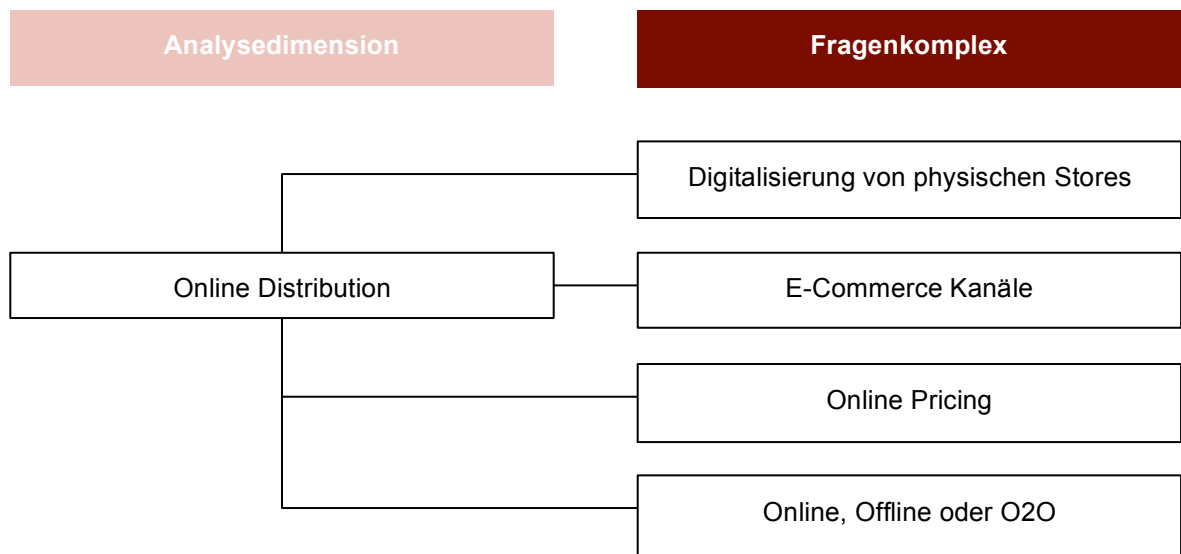 Analysedimension
Fragenkomplex
Digitalisierung von physischen Stores
Online Distribution
E-Commerce Kanäle
Online Pricing
Online, Offline oder O2O